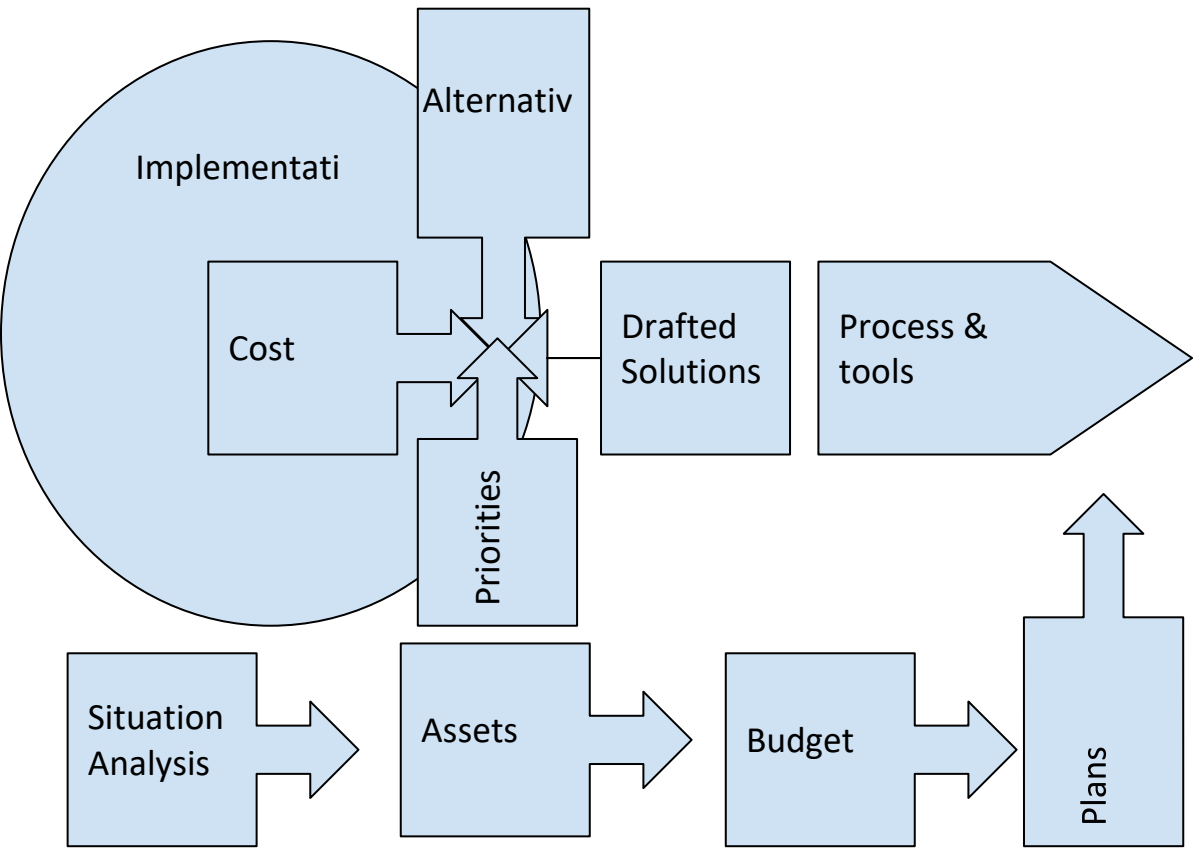 Alternativ
Implementati
Cost
Drafted
Solutions
Process &
tools
Priorities
Situation
Analysis
Assets
Budget
Plans